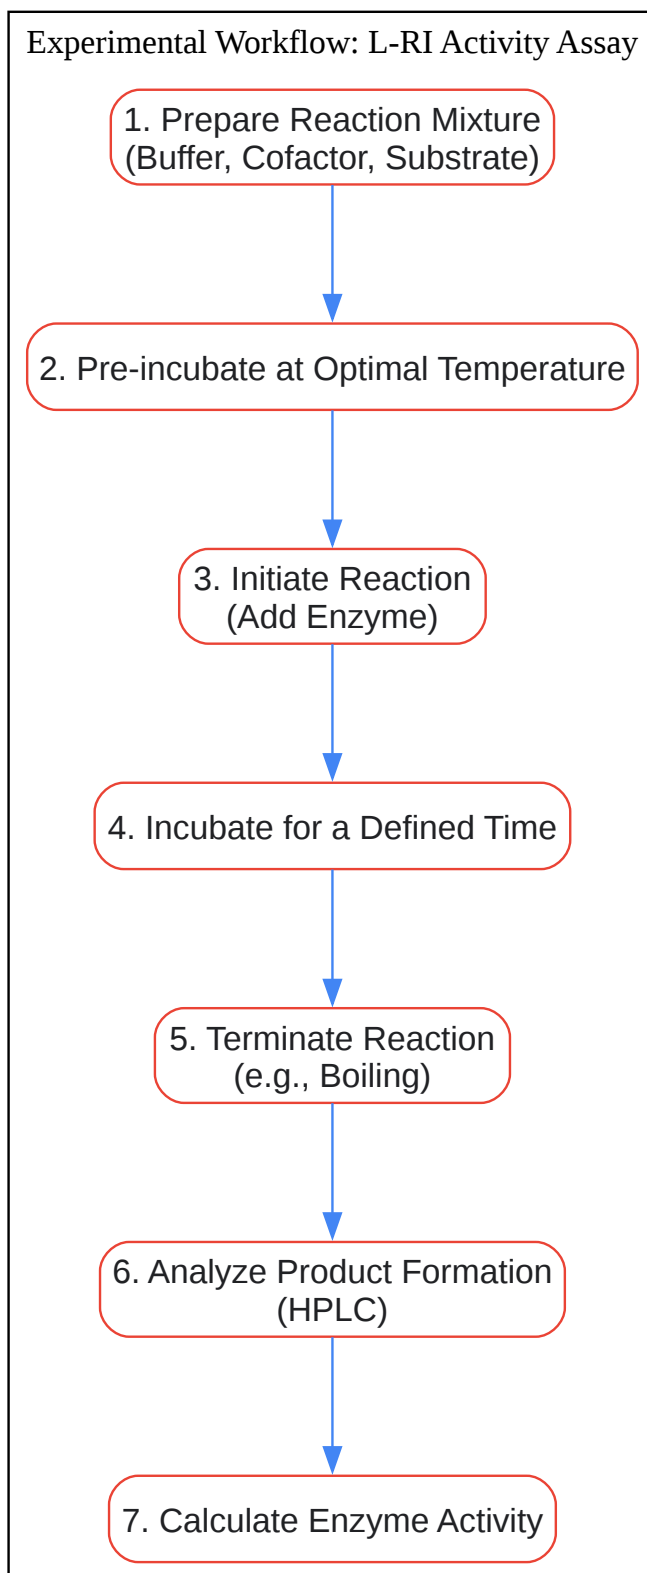 Experimental Workflow: L-RI Activity Assay
1. Prepare Reaction Mixture
(Buffer, Cofactor, Substrate)
2. Pre-incubate at Optimal Temperature
3. Initiate Reaction
(Add Enzyme)
4. Incubate for a Defined Time
5. Terminate Reaction
(e.g., Boiling)
6. Analyze Product Formation
(HPLC)
7. Calculate Enzyme Activity